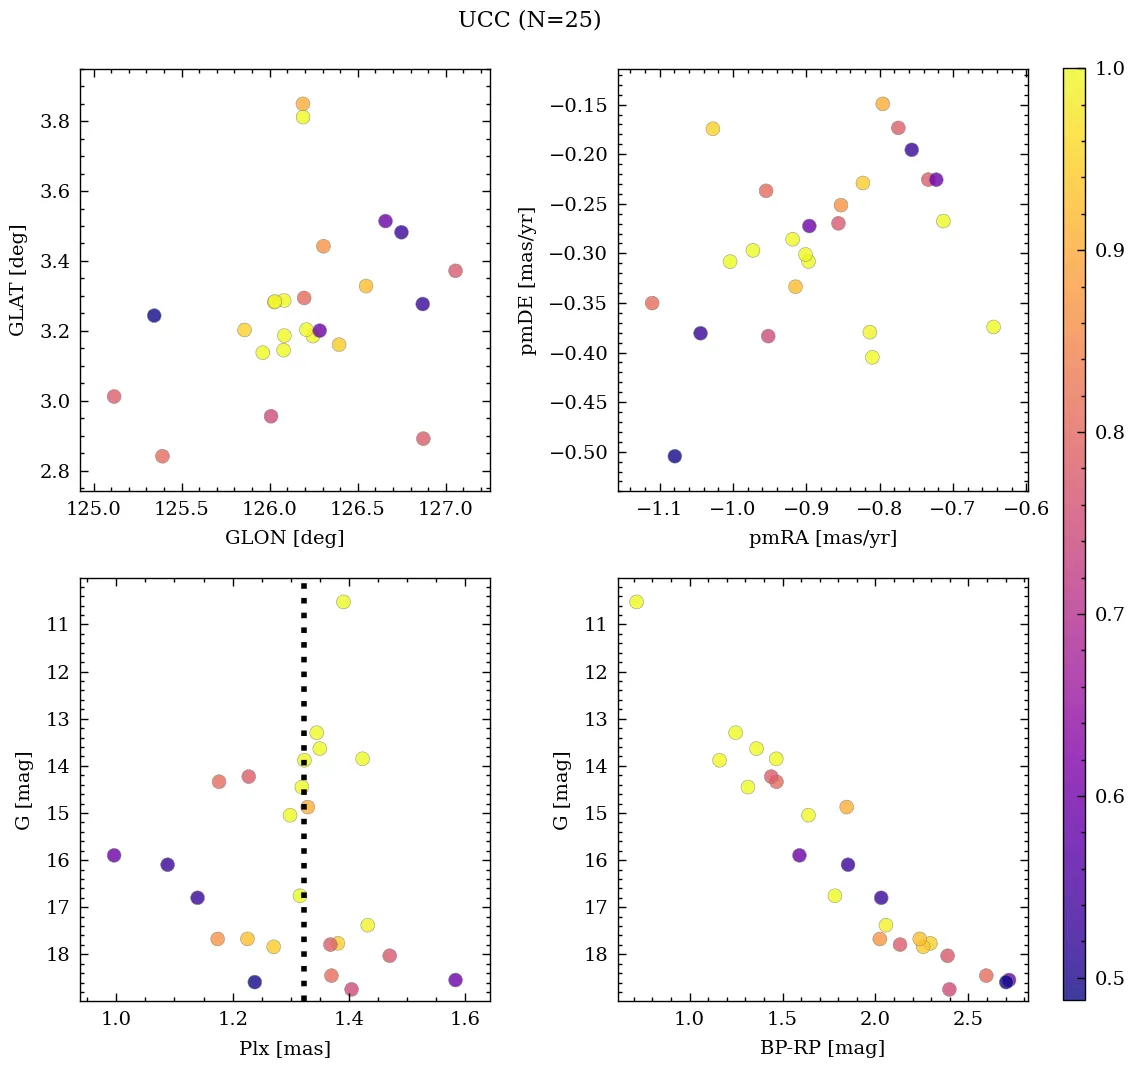 UCC (N=25)
3.8
3.6
3.4
3.2
3.0
2.8
GLAT [deg]
125.0 125.5 126.0 126.5 127.0
GLON [deg]
−0.15
−0.20
−0.25
−0.30
−0.35
−0.40
−0.45
−0.50
pmDE [mas/yr]
−1.1 −1.0 −0.9 −0.8 −0.7 −0.6
pmRA [mas/yr]
11
12
13
14
15
16
17
18
G [mag]
1.0 1.2 1.4 1.6
Plx [mas]
11
12
13
14
15
16
17
18
G [mag]
1.0 1.5 2.0 2.5
BP-RP [mag]
1.0
0.9
0.8
0.7
0.6
0.5